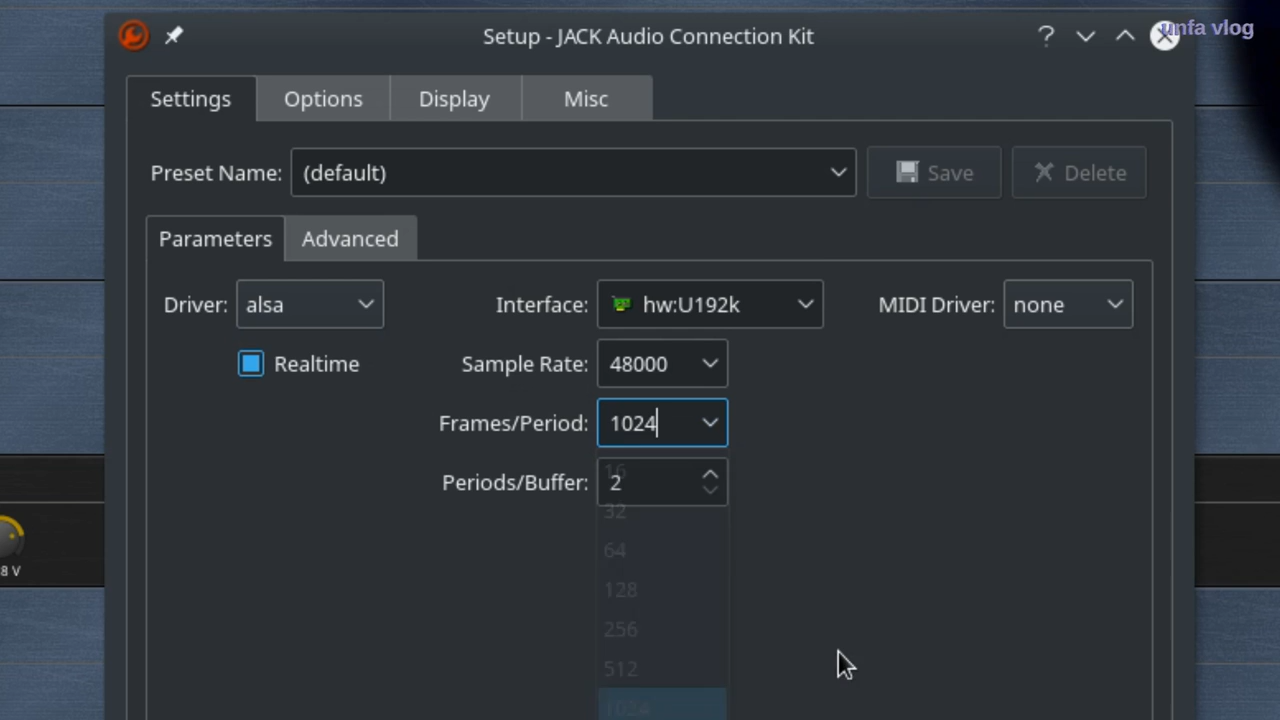 Setup - JACK Audio Connection Kit
unfa vlog
Settings Options Display Misc
Preset Name: (default) Save Delete
Parameters Advanced
Driver: alsa Interface: hw:U192k MIDI Driver: none
Realtime Sample Rate: 48000
Frames/Period: 1024
16
Periods/Buffer: 2
32
64
128
256
512
1024
8 V